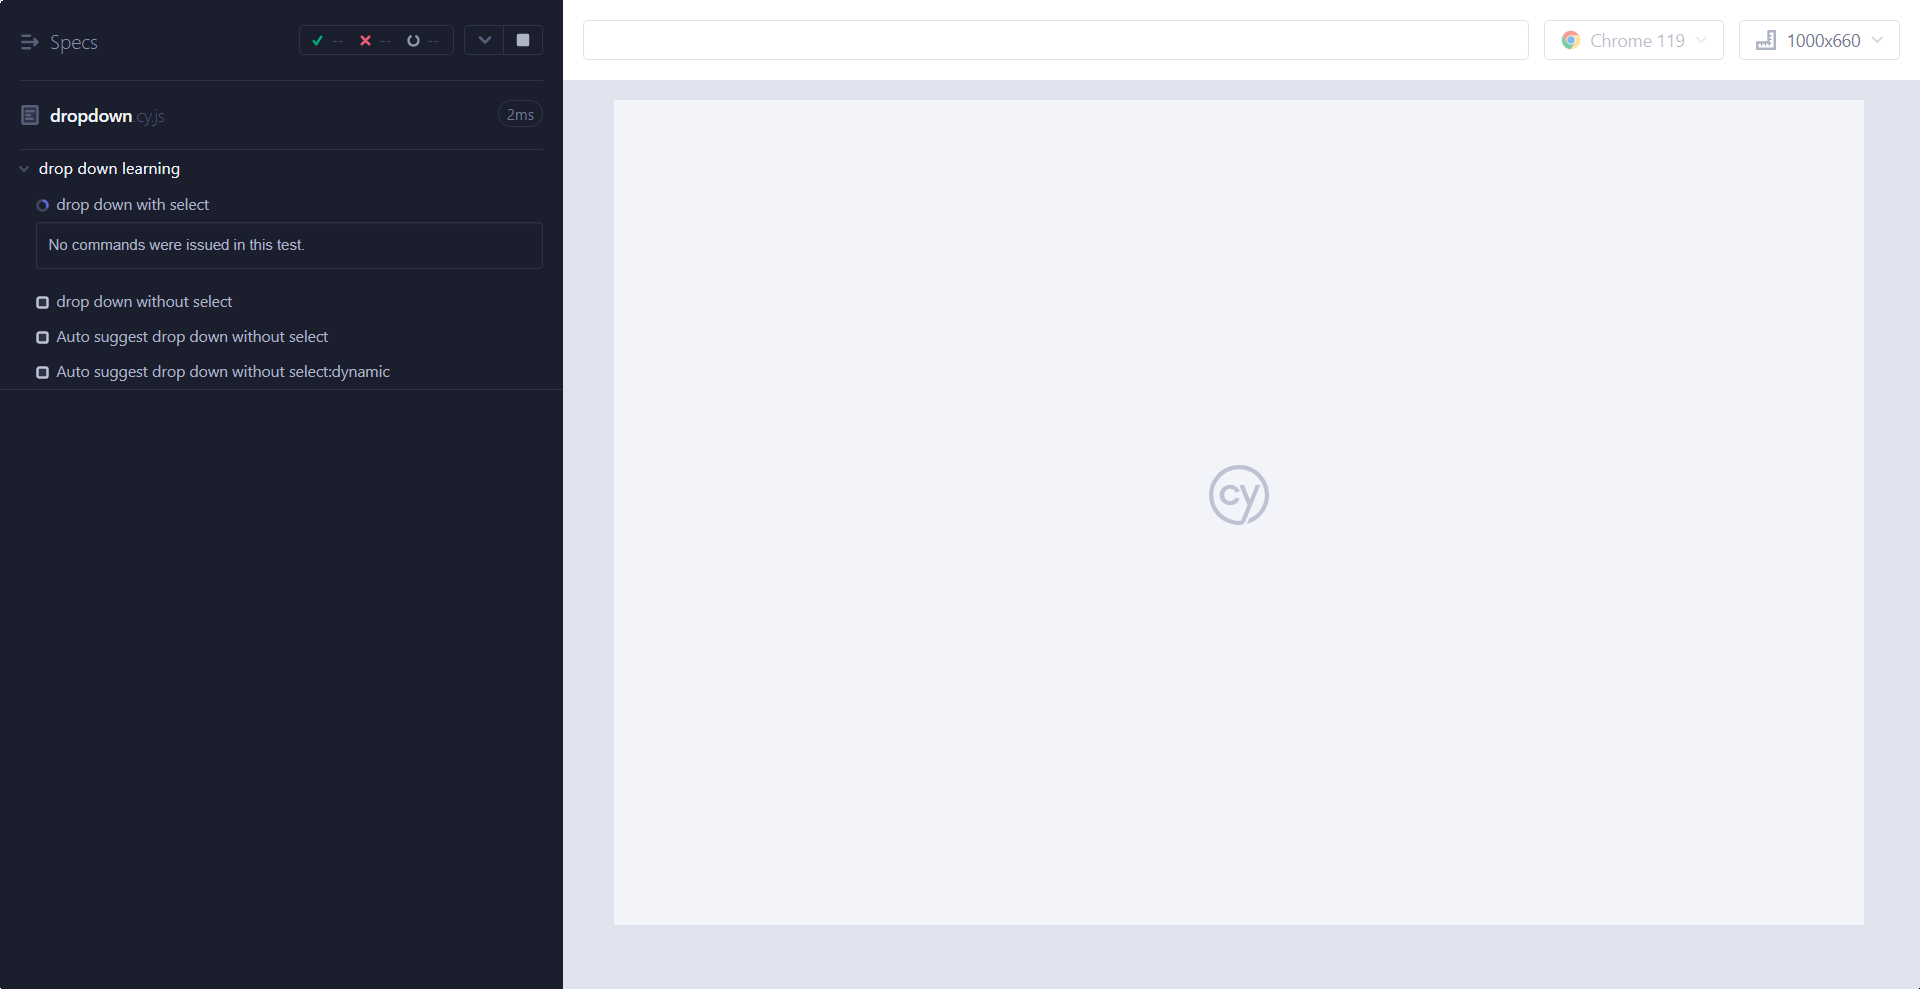 Specs
-- -- --
Chrome 119
1000x660
dropdown.cy.js
2ms
drop down learning
drop down with select
No commands were issued in this test.
drop down without select
Auto suggest drop down without select
Auto suggest drop down without select:dynamic
cy